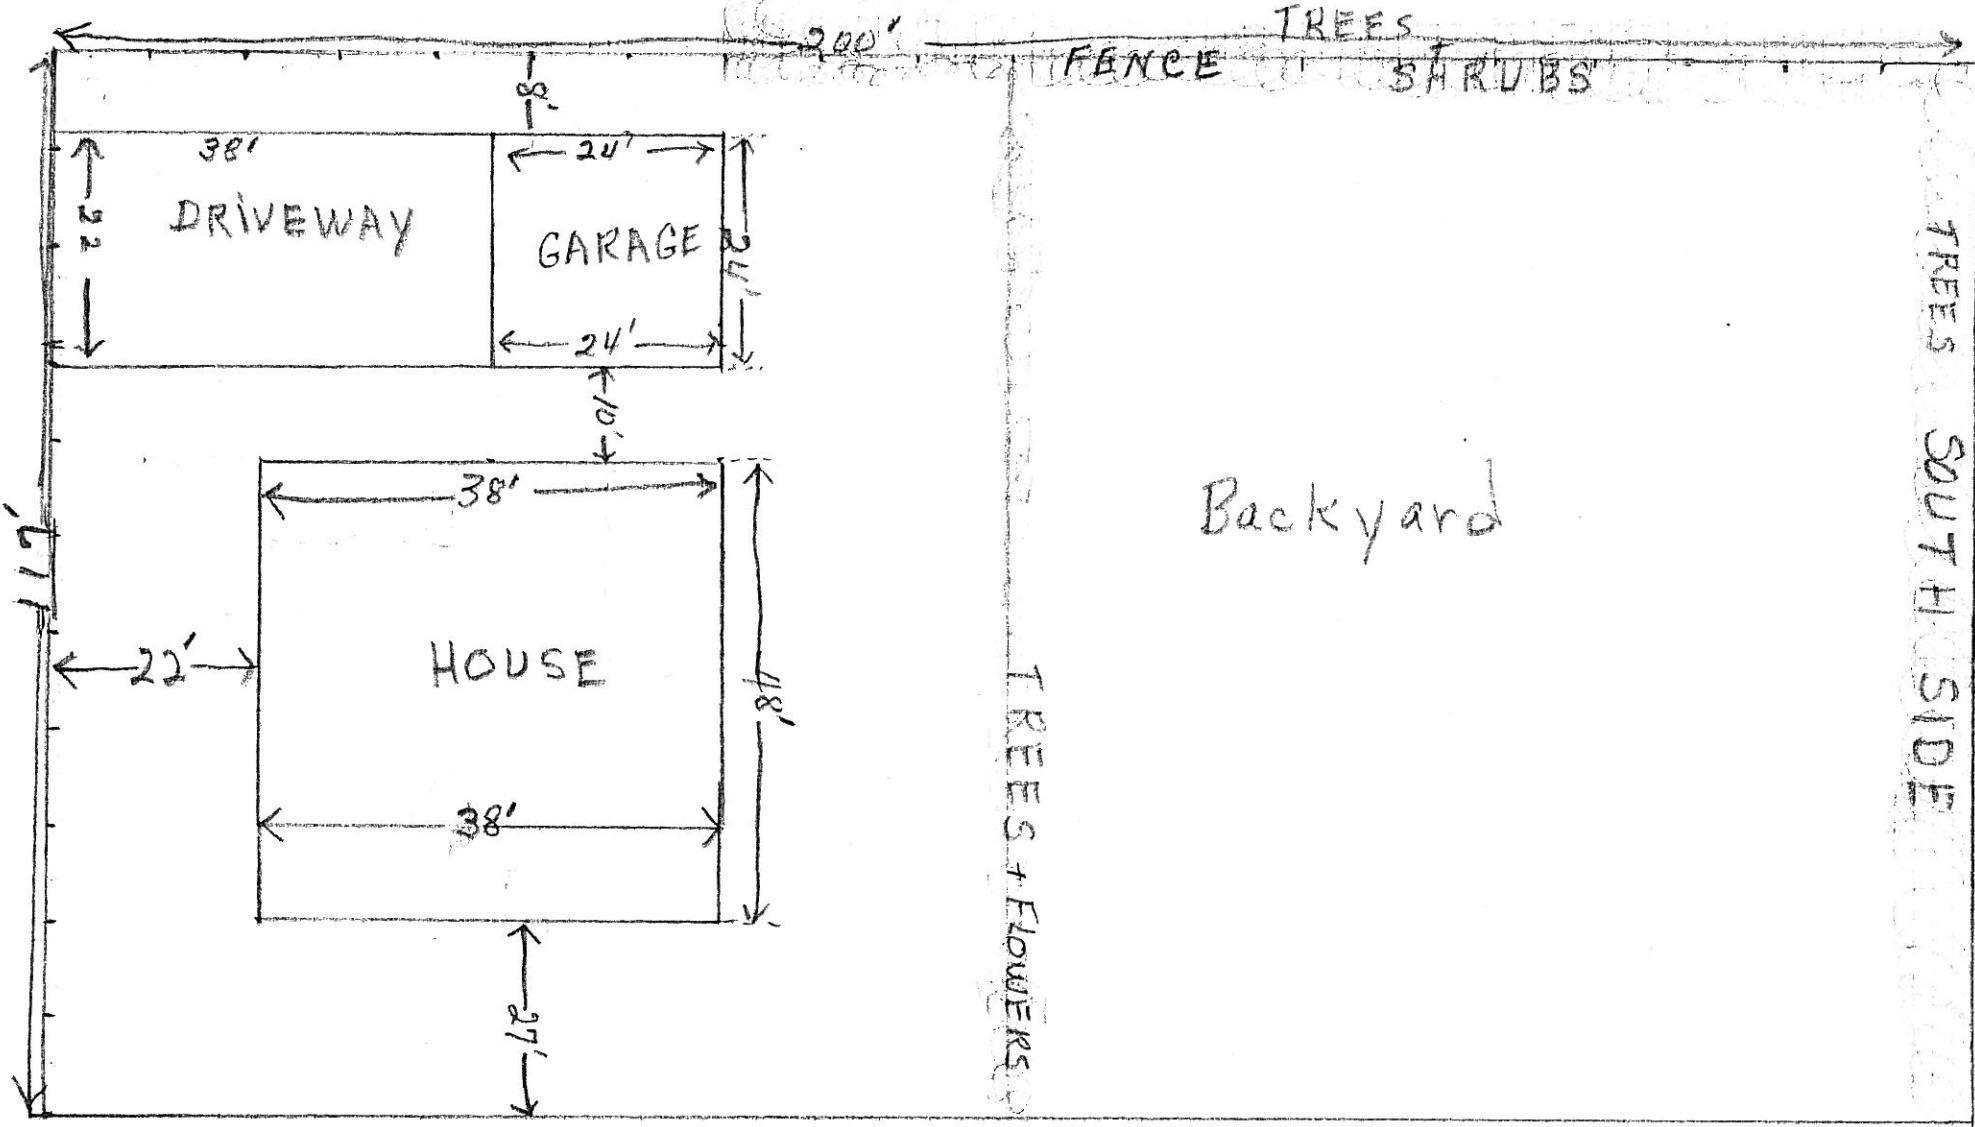 200'
TREES +
FENCE SHRUBS
8'
38'
24'
22
DRIVEWAY
GARAGE
24'
24'
10'
38'
Backyard
117'
22'
HOUSE
48'
38'
27'
TREES + FLOWERS
TREES SOUTH SIDE